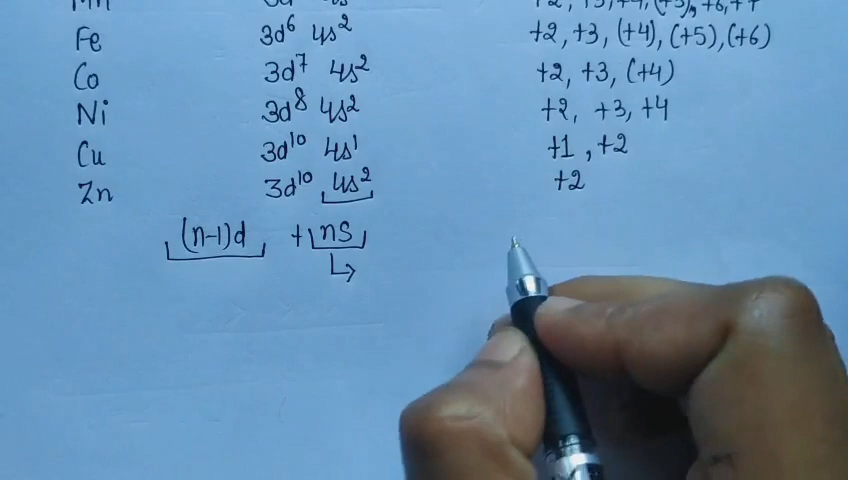 Fe 3d⁶ 4s² +2, +3, (+4), (+5), (+6)
Co 3d⁷ 4s² +2, +3, (+4)
Ni 3d⁸ 4s² +2, +3, +4
Cu 3d¹⁰ 4s¹ +1, +2
Zn 3d¹⁰ 4s² +2
(n-1)d + ns
↳